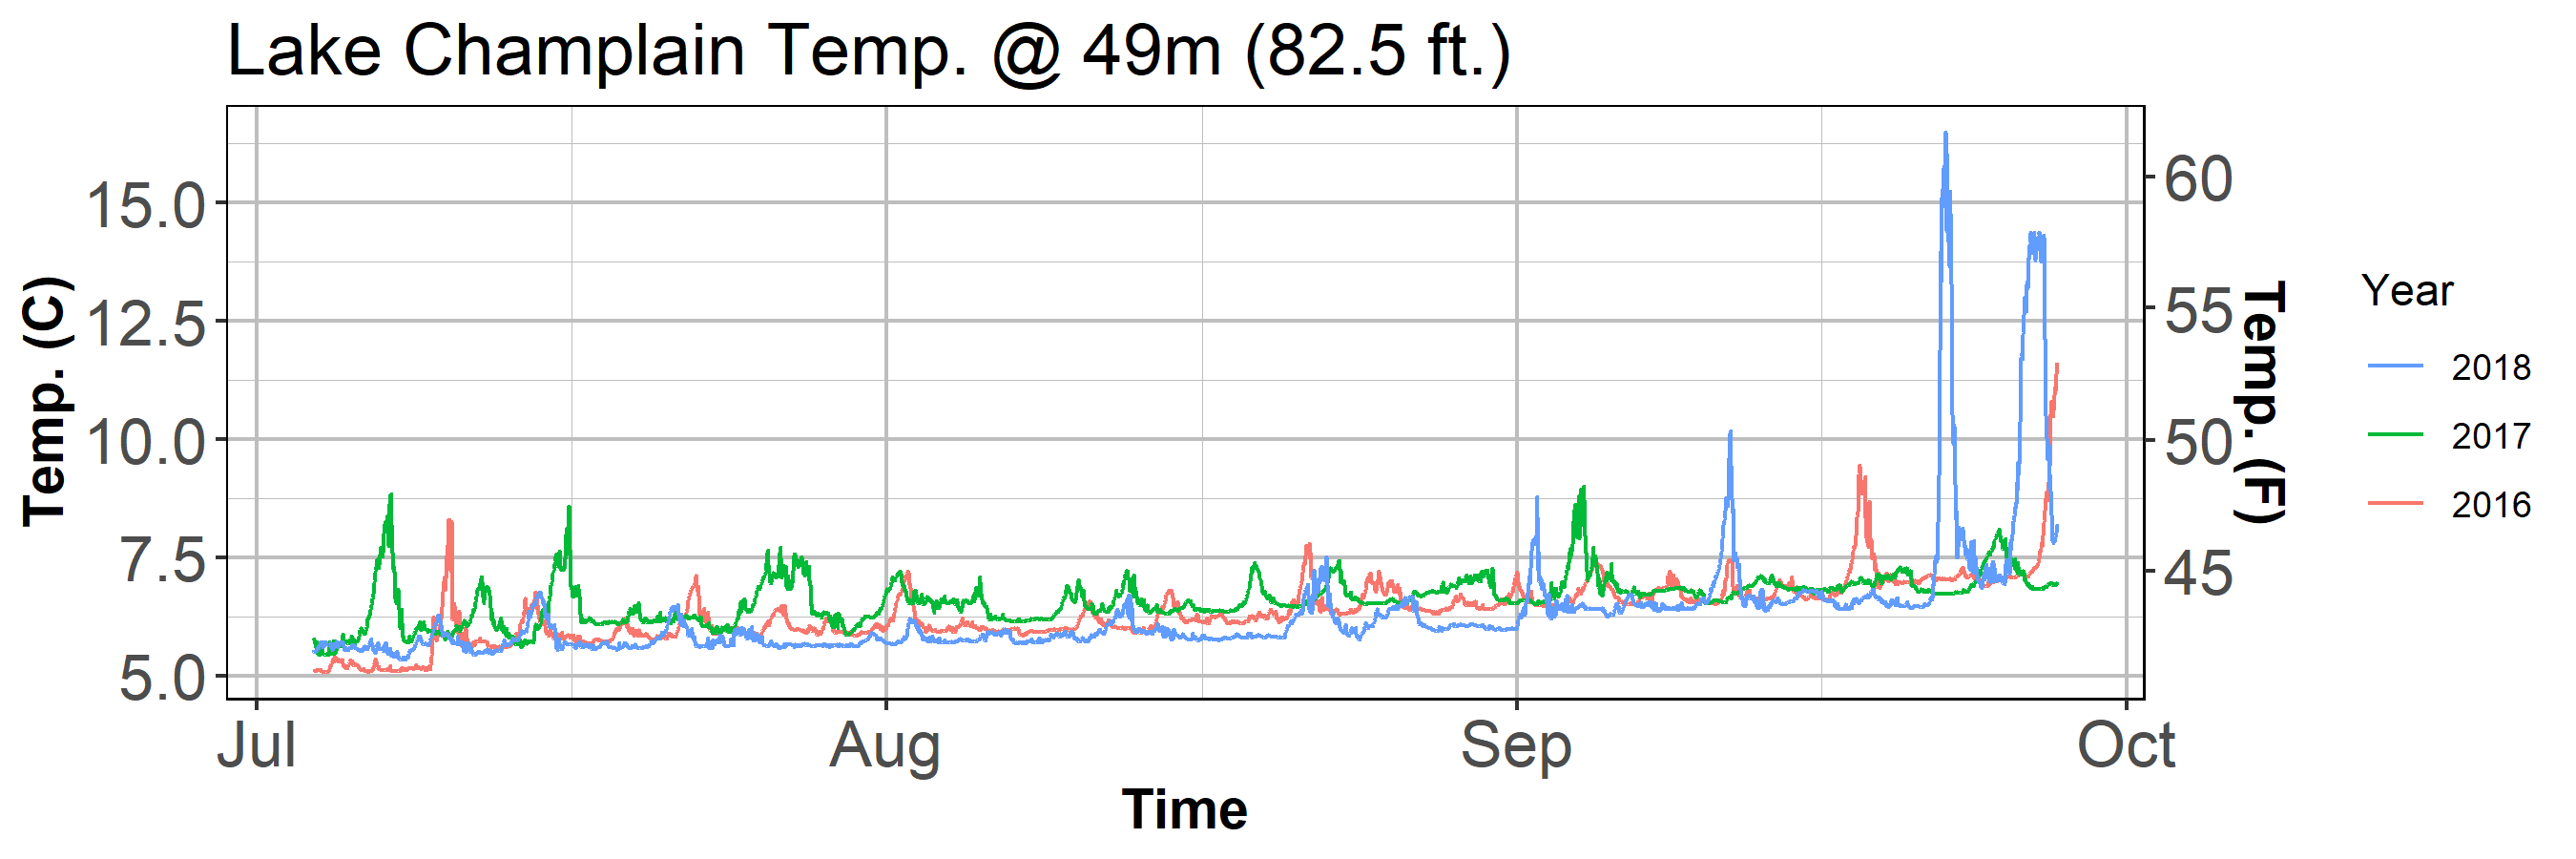 Lake Champlain Temp. @ 49m (82.5 ft.)
Temp. (C)
15.0
12.5
10.0
7.5
5.0
60
55
50
45
Temp. (F)
Jul
Aug
Sep
Oct
Time
Year
2018
2017
2016